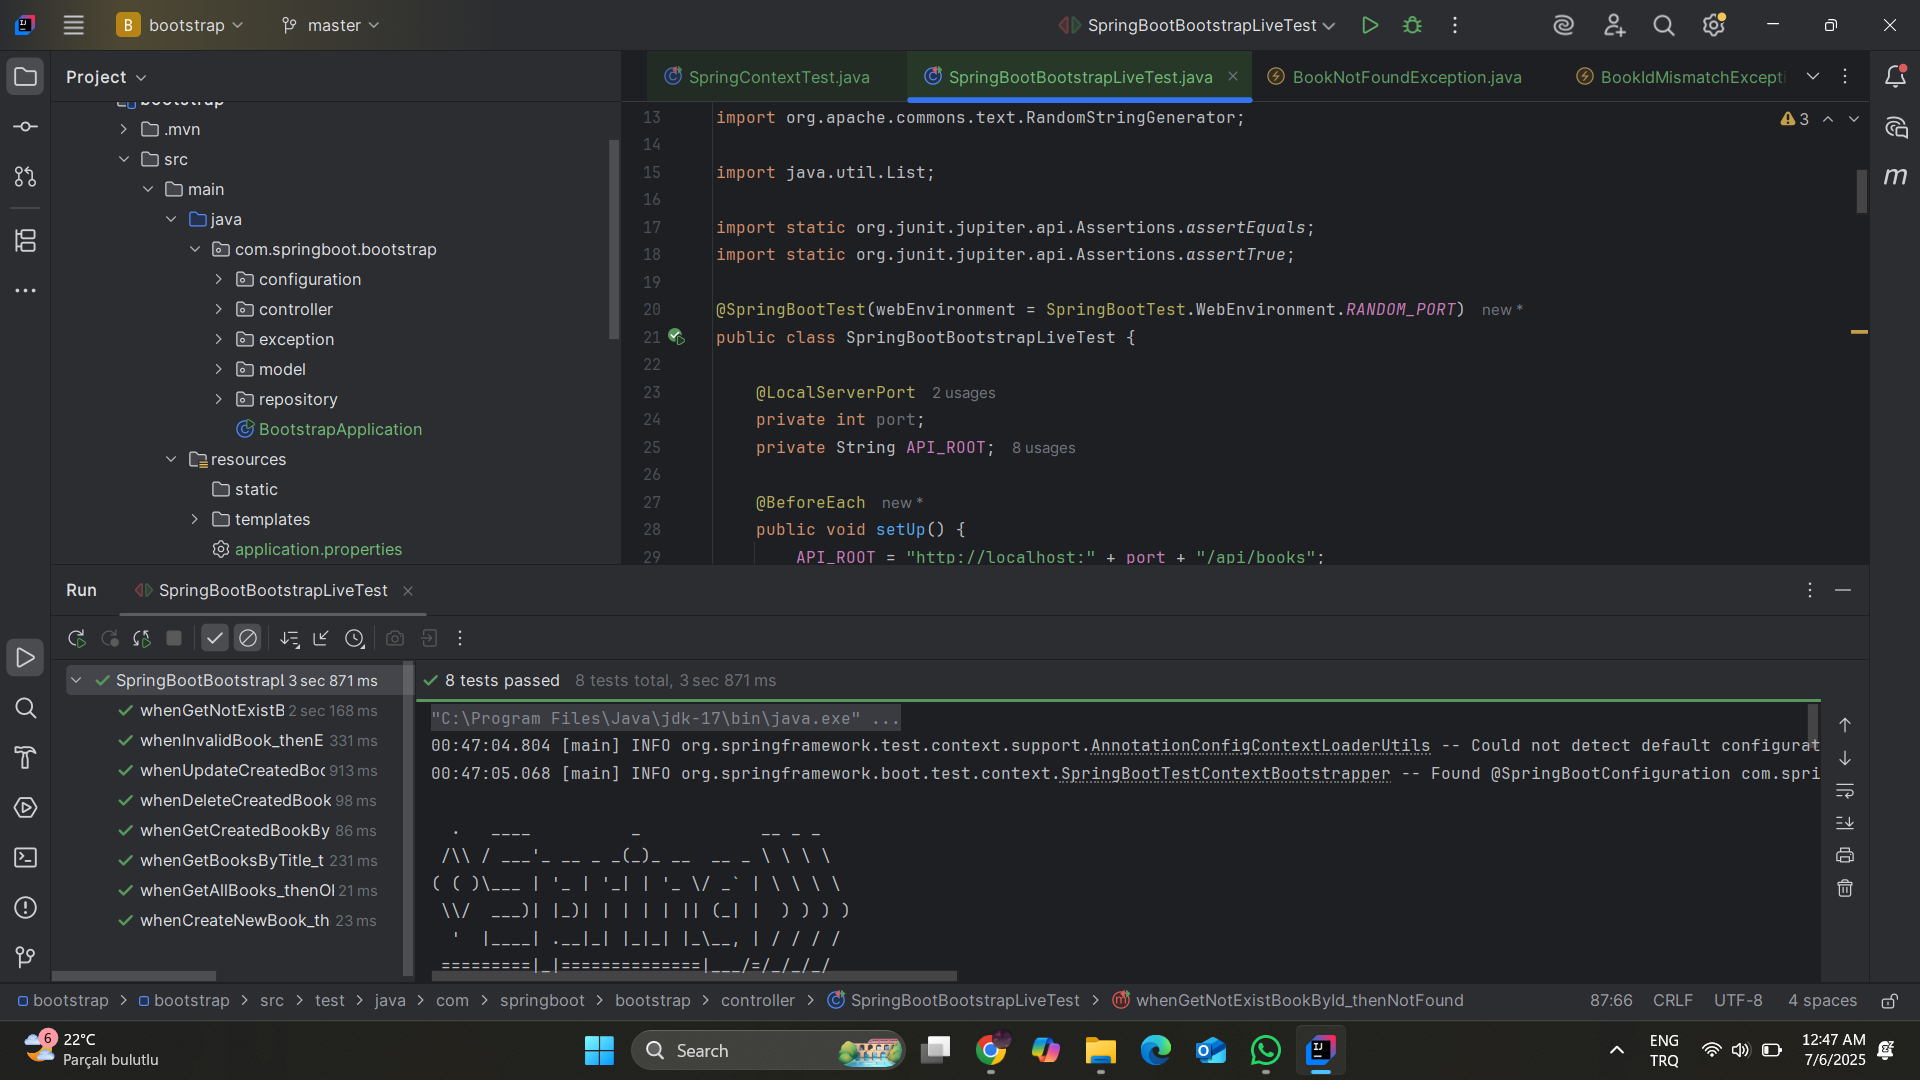 B bootstrap master SpringBootBootstrapLiveTest
Project
SpringContextTest.java SpringBootBootstrapLiveTest.java BookNotFoundException.java BookIdMismatchExcepti
bootstrap
.mvn
src
main
java
com.springboot.bootstrap
configuration
controller
exception
model
repository
BootstrapApplication
resources
static
templates
application.properties
3
13 import org.apache.commons.text.RandomStringGenerator;
14
15 import java.util.List;
16
17 import static org.junit.jupiter.api.Assertions.assertEquals;
18 import static org.junit.jupiter.api.Assertions.assertTrue;
19
20 @SpringBootTest(webEnvironment = SpringBootTest.WebEnvironment.RANDOM_PORT) new *
21 public class SpringBootBootstrapLiveTest {
22
23 @LocalServerPort 2 usages
24 private int port;
25 private String API_ROOT; 8 usages
26
27 @BeforeEach new *
28 public void setUp() {
29 API_ROOT = "http://localhost:" + port + "/api/books";
Run SpringBootBootstrapLiveTest
SpringBootBootstrapL 3 sec 871 ms
whenGetNotExistB 2 sec 168 ms
whenInvalidBook_thenE 331 ms
whenUpdateCreatedBoo 913 ms
whenDeleteCreatedBook 98 ms
whenGetCreatedBookBy 86 ms
whenGetBooksByTitle_t 231 ms
whenGetAllBooks_thenOI 21 ms
whenCreateNewBook_th 23 ms
8 tests passed 8 tests total, 3 sec 871 ms
"C:\Program Files\Java\jdk-17\bin\java.exe" ...
00:47:04.804 [main] INFO org.springframework.test.context.support.AnnotationConfigContextLoaderUtils -- Could not detect default configurat
00:47:05.068 [main] INFO org.springframework.boot.test.context.SpringBootTestContextBootstrapper -- Found @SpringBootConfiguration com.spri
  .   ____          _            __ _ _
 /\\ / ___'_ __ _ _(_)_ __  __ _ \ \ \ \
( ( )\___ | '_ | '_| | '_ \/ _` | \ \ \ \
 \\/  ___)| |_)| | | | | || (_| |  ) ) ) )
  '  |____| .__|_| |_|_| |_\__, | / / / /
 =========|_|==============|___/=/_/_/_/
bootstrap > bootstrap > src > test > java > com > springboot > bootstrap > controller > SpringBootBootstrapLiveTest > whenGetNotExistBookById_thenNotFound 87:66 CRLF UTF-8 4 spaces
6 22°C
Parçalı bulutlu
Search
ENG
TRQ
12:47 AM
7/6/2025